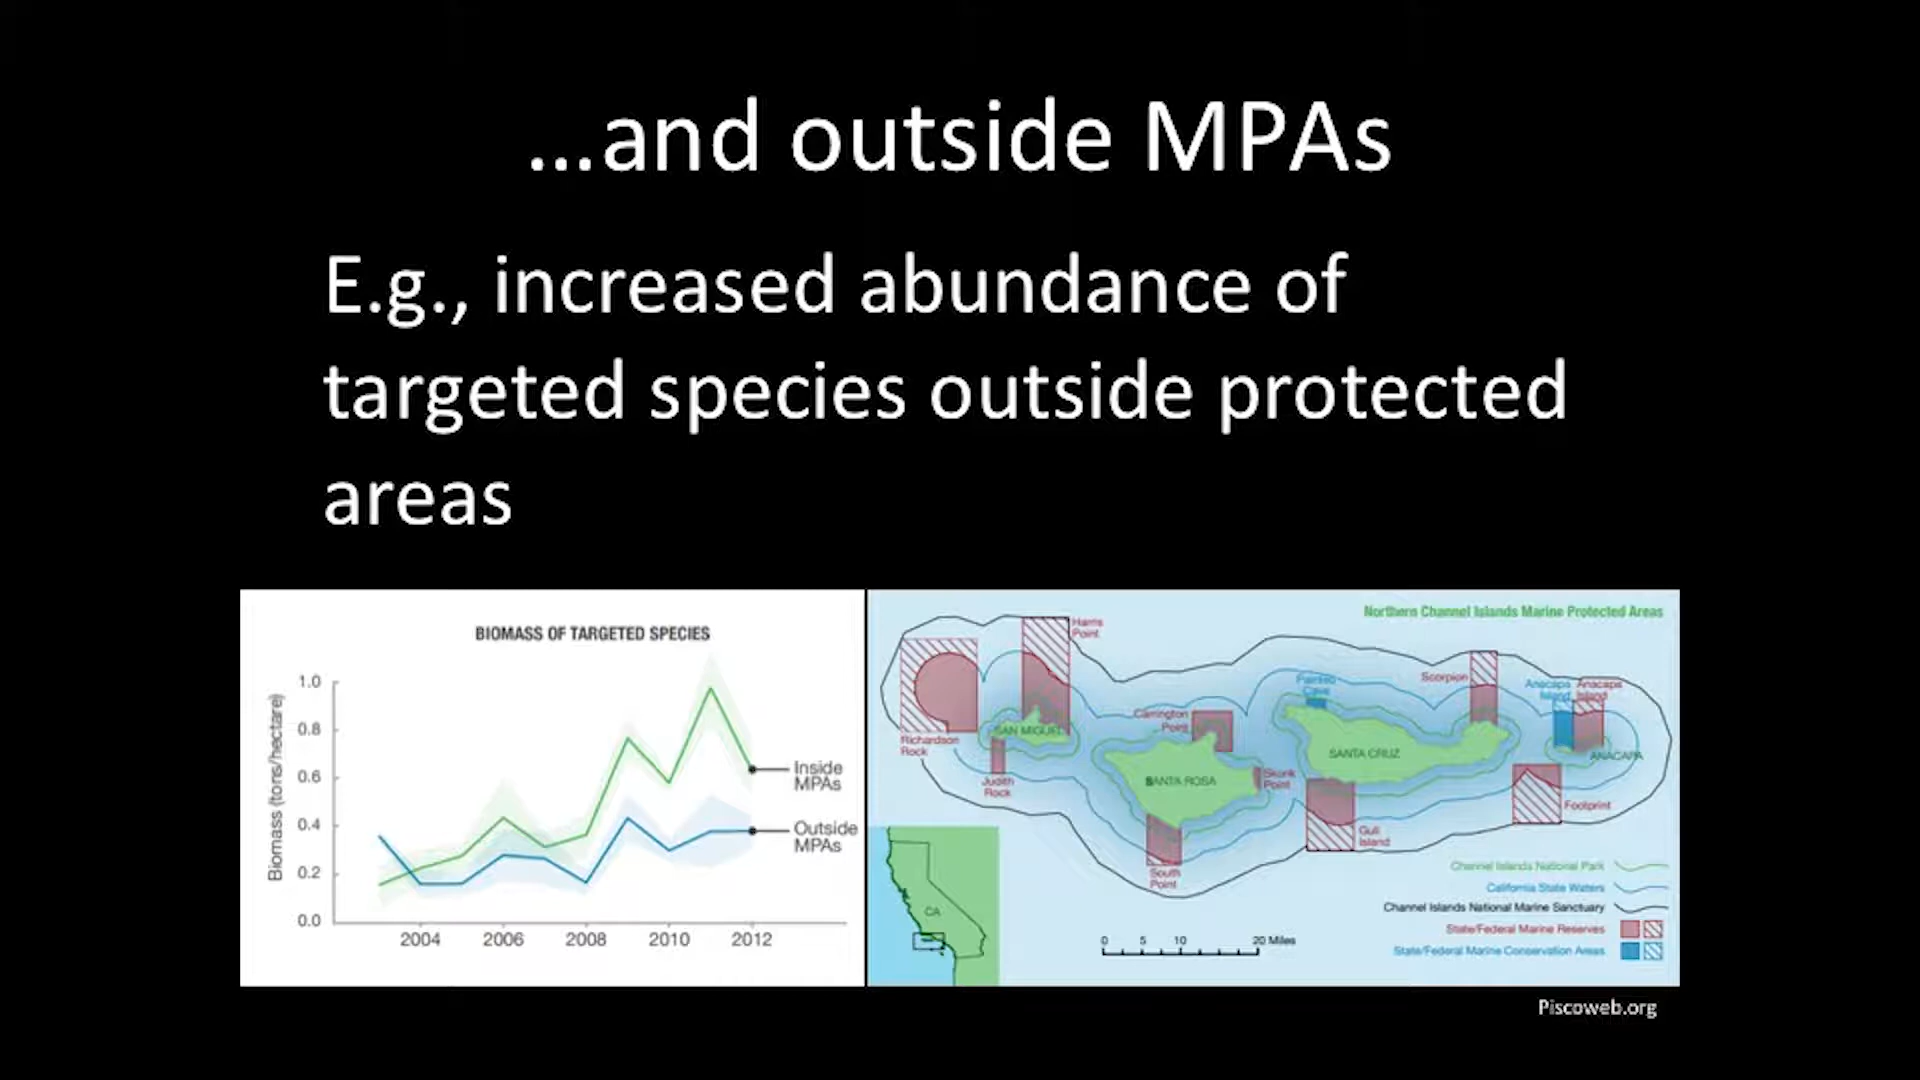 ...and outside MPAs
E.g., increased abundance of
targeted species outside protected
areas
BIOMASS OF TARGETED SPECIES
Biomass (tons/hectare)
1.0
0.8
0.6
0.4
0.2
0.0
2004 2006 2008 2010 2012
Inside
MPAs
Outside
MPAs
Northern Channel Islands Marine Protected Areas
Harris
Point
Richardson
Rock
SAN MIGUEL
Judith
Rock
Carrington
Point
SANTA ROSA
Skunk
Point
South
Point
Painted
Cave
SANTA CRUZ
Gull
Island
Scorpion
Anacapa
Island
Anacapa
Island
ANACAPA
Footprint
CA
0 5 10 20 Miles
Channel Islands National Park
California State Waters
Channel Islands National Marine Sanctuary
State/Federal Marine Reserves
State/Federal Marine Conservation Areas
Piscoweb.org